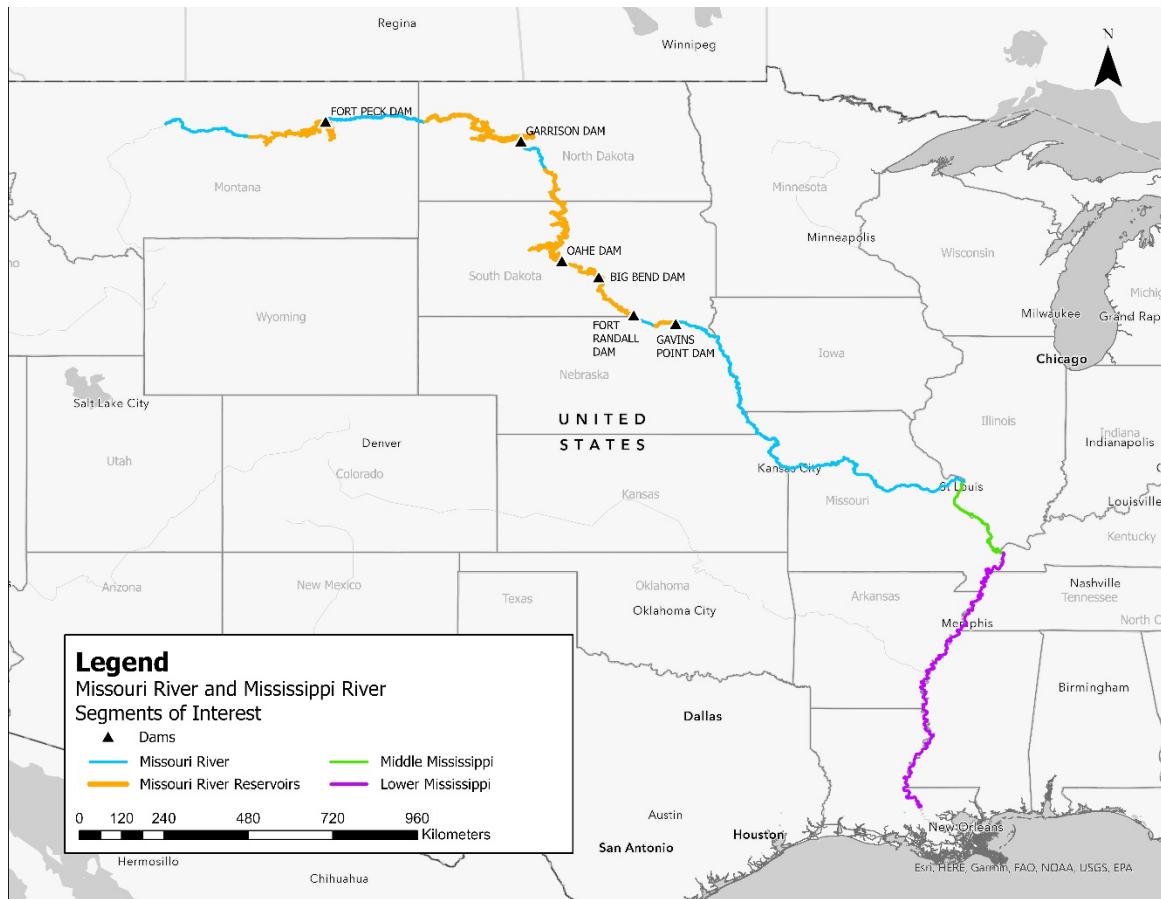 Regina
Winnipeg
N
FORT PECK DAM
GARRISON DAM
North Dakota
Montana
Minnesota
Minneapolis
OAHE DAM
Wisconsin
South Dakota
BIG BEND DAM
Michig
Milwaukee
Grand Rap
Wyoming
FORT
RANDALL
DAM
GAVINS
POINT DAM
Iowa
Chicago
Nebraska
Salt Lake City
UNITED
STATES
Illinois
Indiana
Indianapolis
Denver
Utah
Colorado
Kansas City
St Louis
Kansas
Missouri
Louisville
Kentucky
Arizona
New Mexico
Oklahoma
Texas
Oklahoma City
Arkansas
Nashville
Tennessee
Memphis
North C
Birmingham
Dallas
Legend
Missouri River and Mississippi River
Segments of Interest
Dams
Missouri River
Middle Mississippi
Missouri River Reservoirs
Lower Mississippi
0 120 240 480 720 960
Kilometers
Austin
Houston
San Antonio
New Orleans
Hermosillo
Chihuahua
Esri, HERE, Garmin, FAO, NOAA, USGS, EPA